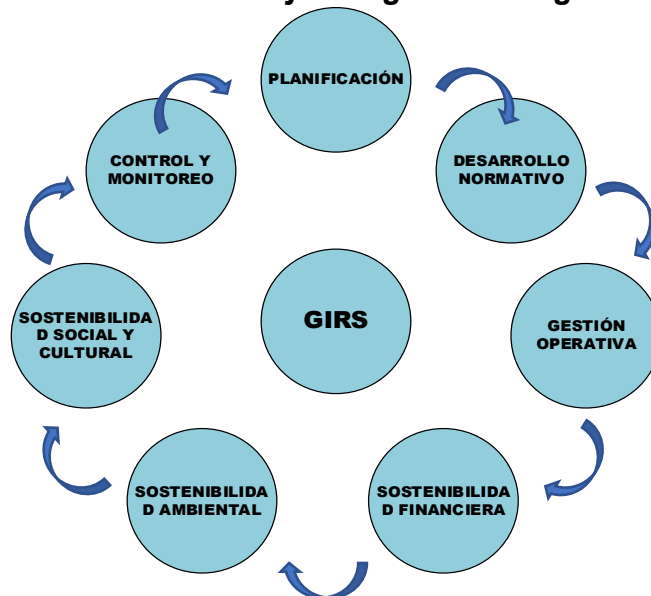 PLANIFICACIÓN
DESARROLLO
NORMATIVO
GESTIÓN
OPERATIVA
SOSTENIBILIDA
D FINANCIERA
SOSTENIBILIDA
D AMBIENTAL
SOSTENIBILIDA
D SOCIAL Y
CULTURAL
CONTROL Y
MONITOREO
GIRS